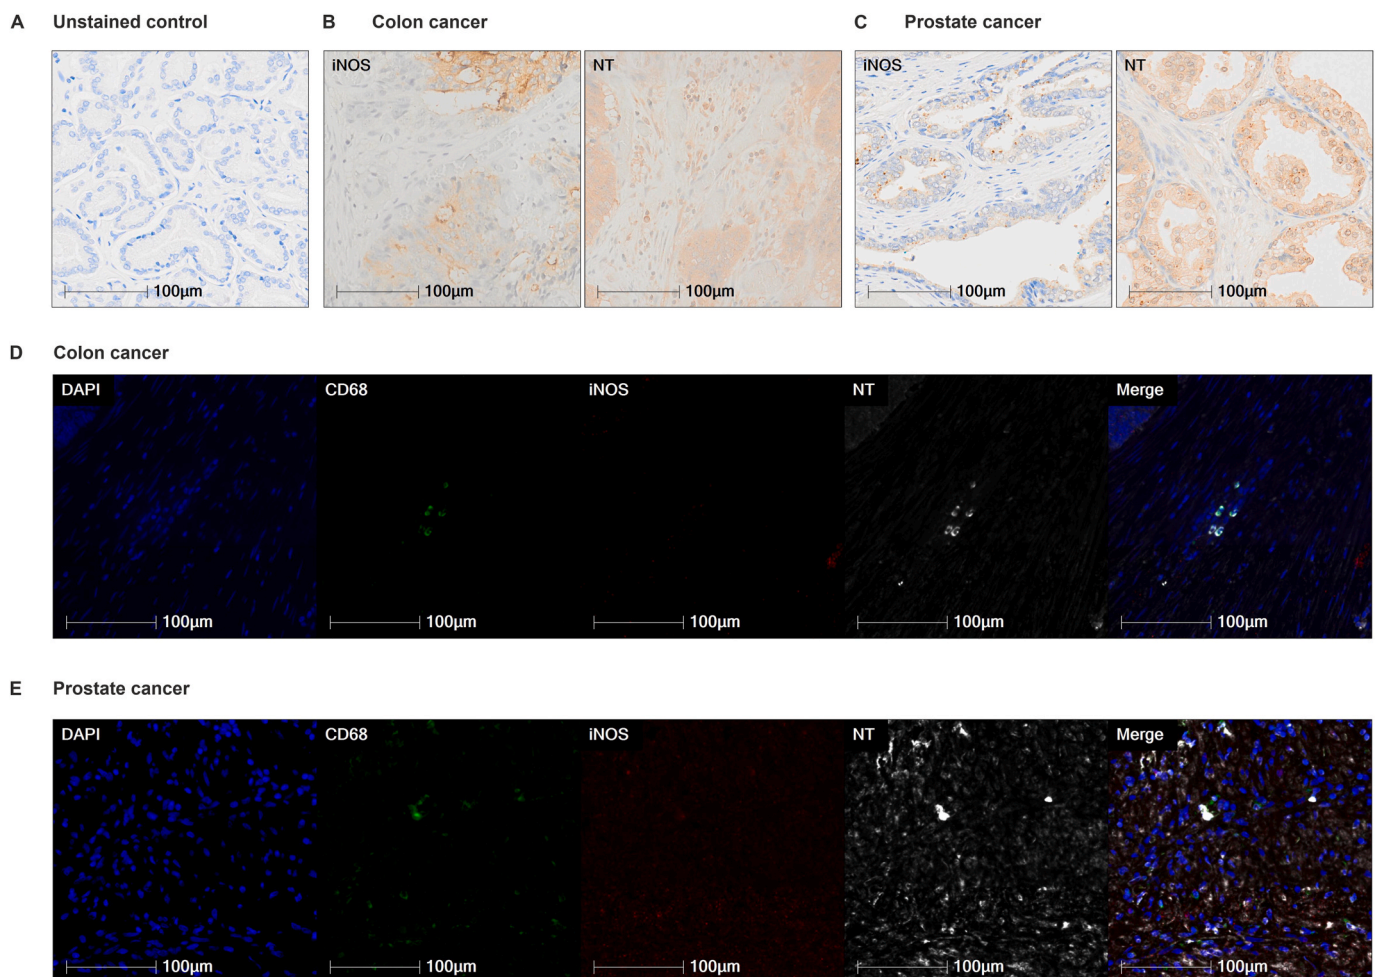 A Unstained control
B Colon cancer
C Prostate cancer
iNOS
NT
iNOS
NT
100µm
100µm
100µm
100µm
100µm
D Colon cancer
DAPI
CD68
iNOS
NT
Merge
100µm
100µm
100µm
100µm
100µm
E Prostate cancer
DAPI
CD68
iNOS
NT
Merge
100µm
100µm
100µm
100µm
100µm